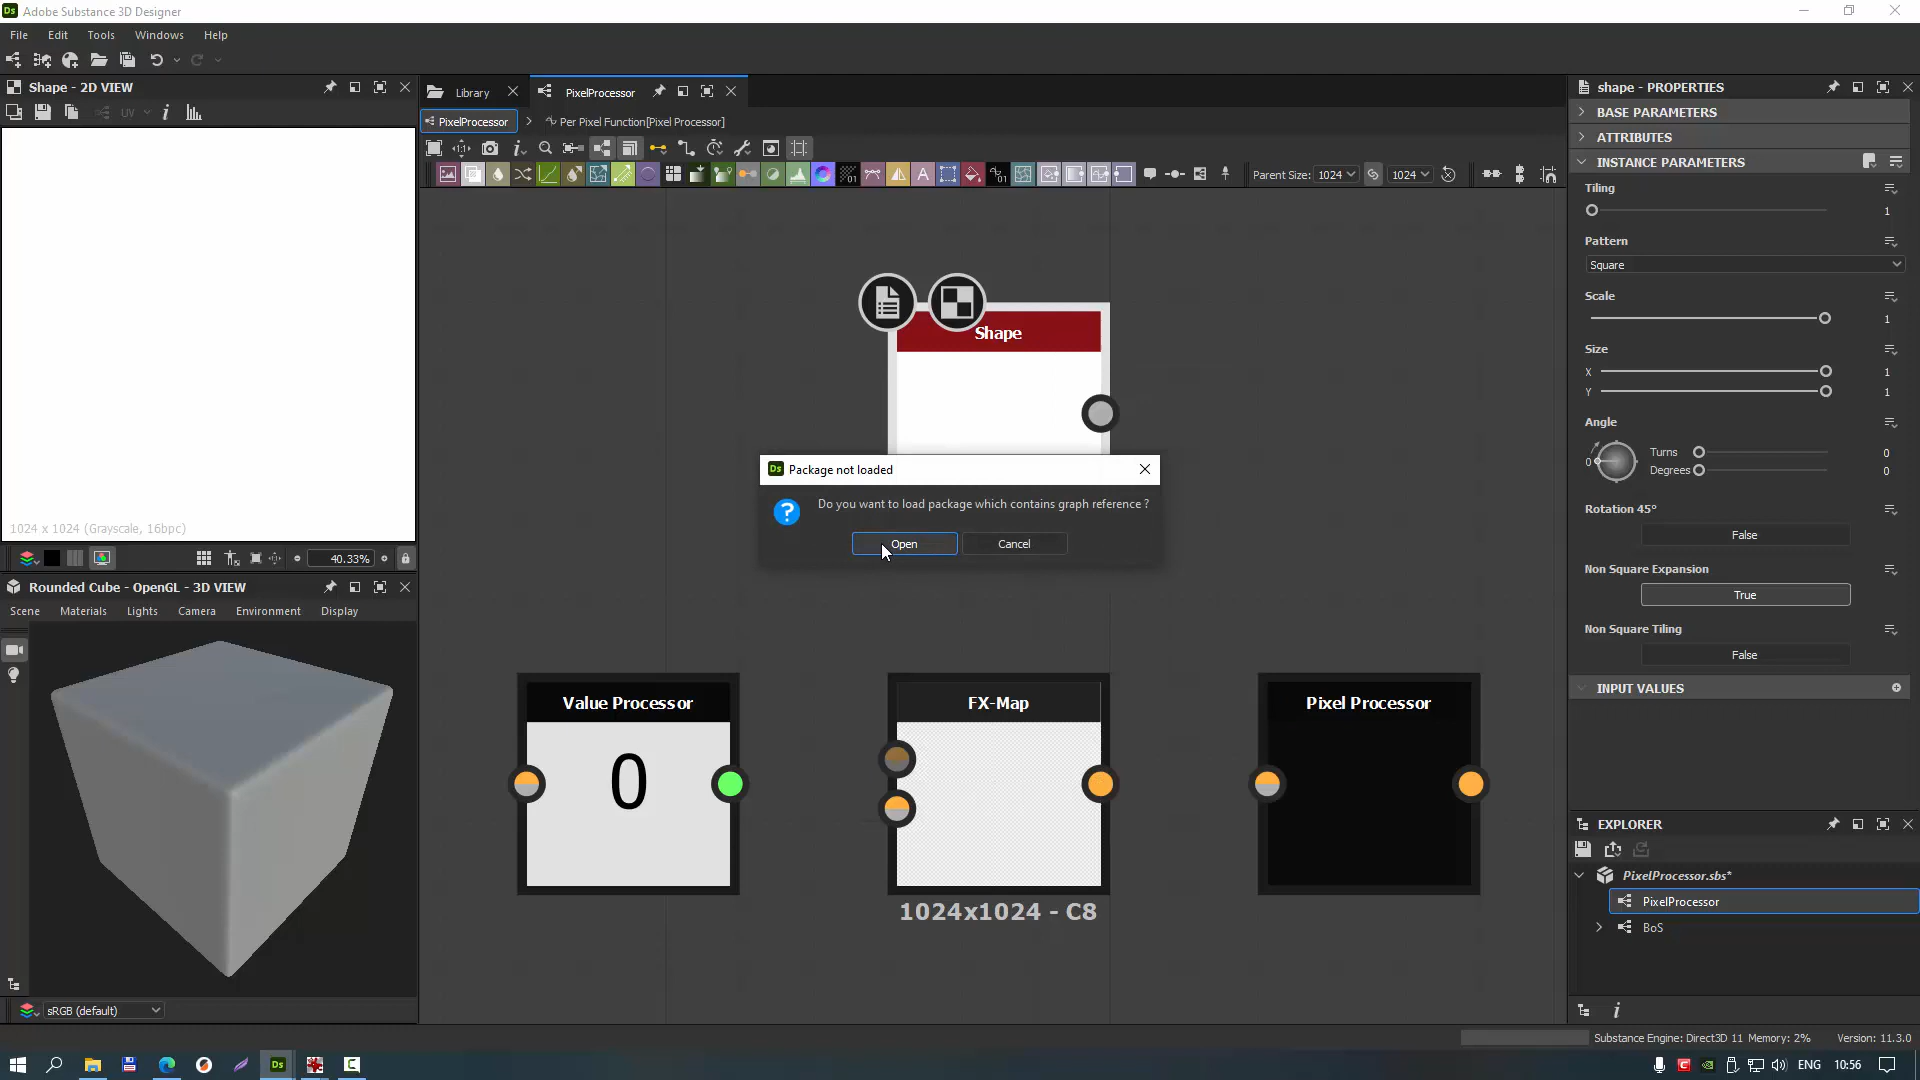 Ds Adobe Substance 3D Designer
File Edit Tools Windows Help
Shape - 2D VIEW
UV
1024 x 1024 (Grayscale, 16bpc)
40.33%
Rounded Cube - OpenGL - 3D VIEW
Scene Materials Lights Camera Environment Display
sRGB (default)
Library
PixelProcessor
PixelProcessor
Per Pixel Function[Pixel Processor]
Parent Size: 1024 1024
Shape
Ds Package not loaded
Do you want to load package which contains graph reference ?
Open Cancel
Value Processor
0
FX-Map
1024x1024 - C8
Pixel Processor
shape - PROPERTIES
BASE PARAMETERS
ATTRIBUTES
INSTANCE PARAMETERS
Tiling
1
Pattern
Square
Scale
1
Size
X 1
Y 1
Angle
0 Turns 0
Degrees 0
Rotation 45°
False
Non Square Expansion
True
Non Square Tiling
False
INPUT VALUES
EXPLORER
PixelProcessor.sbs*
PixelProcessor
BoS
Substance Engine: Direct3D 11 Memory: 2% Version: 11.3.0
Ds
ENG 10:56